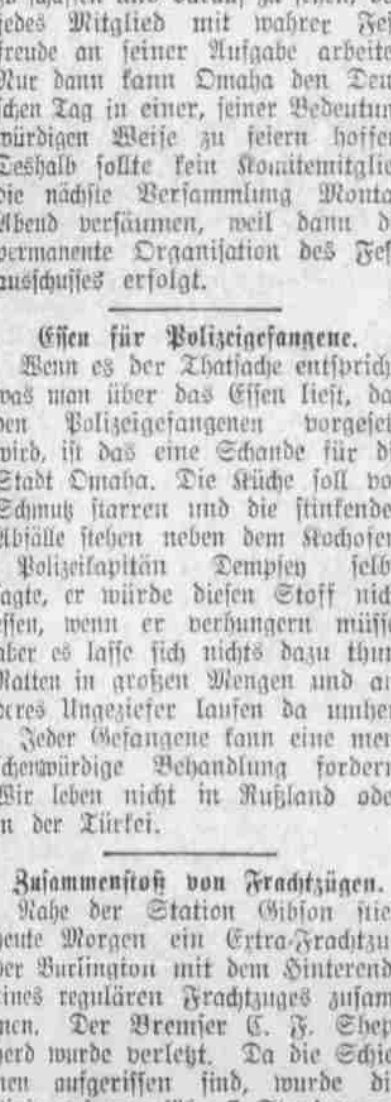 jedes Mitglied mit wahrer Fes
freude an seiner Aufgabe arbeite
Nur dann kann Omaha den Deu
schen Tag in einer, seiner Bedeutun
würdigen Weise zu feiern hoffen
Deshalb sollte kein Komitemitglie
die nächste Versammlung Monta
Abend versäumen, weil dann d
permanente Organisation des Fes
ausschusses erfolgt.
Essen für Polizeigefangene.
Wenn es der Thatsache entsprich
was man über das Essen liest, da
den Polizeigefangenen vorgeset
wird, ist das eine Schande für di
Stadt Omaha. Die Küche soll vo
Schmutz starren und die stinkende
Abfälle stehen neben dem Kochofen
Polizeikapitän Dempsey selb
sagte, er würde diesen Stoff nich
essen, wenn er verhungern müsse
aber es lasse sich nichts dazu thun
Ratten in großen Mengen und an
deres Ungeziefer laufen da umher
Jeder Gefangene kann eine men
schenwürdige Behandlung fordern
Wir leben nicht in Rußland ode
in der Türkei.
Zusammenstoß von Frachtzügen.
Nahe der Station Gibson stie
heute Morgen ein Extra-Frachtzu
der Burlington mit dem Hinterend
eines regulären Frachtzuges zusam
men. Der Bremser C. F. Shep
herd wurde verletzt. Da die Schie
nen aufgerissen sind, wurde di